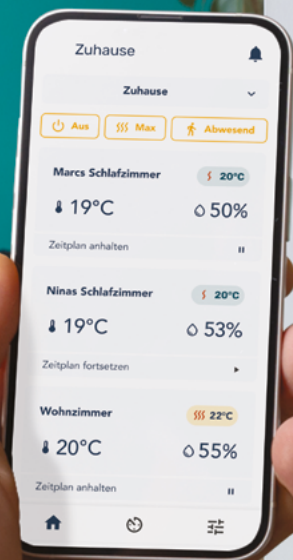 Zuhause
Zuhause
Aus Max Abwesend
Marcs Schlafzimmer 20°C
19°C 50%
Zeitplan anhalten
Ninas Schlafzimmer 20°C
19°C 53%
Zeitplan fortsetzen
Wohnzimmer 22°C
20°C 55%
Zeitplan anhalten